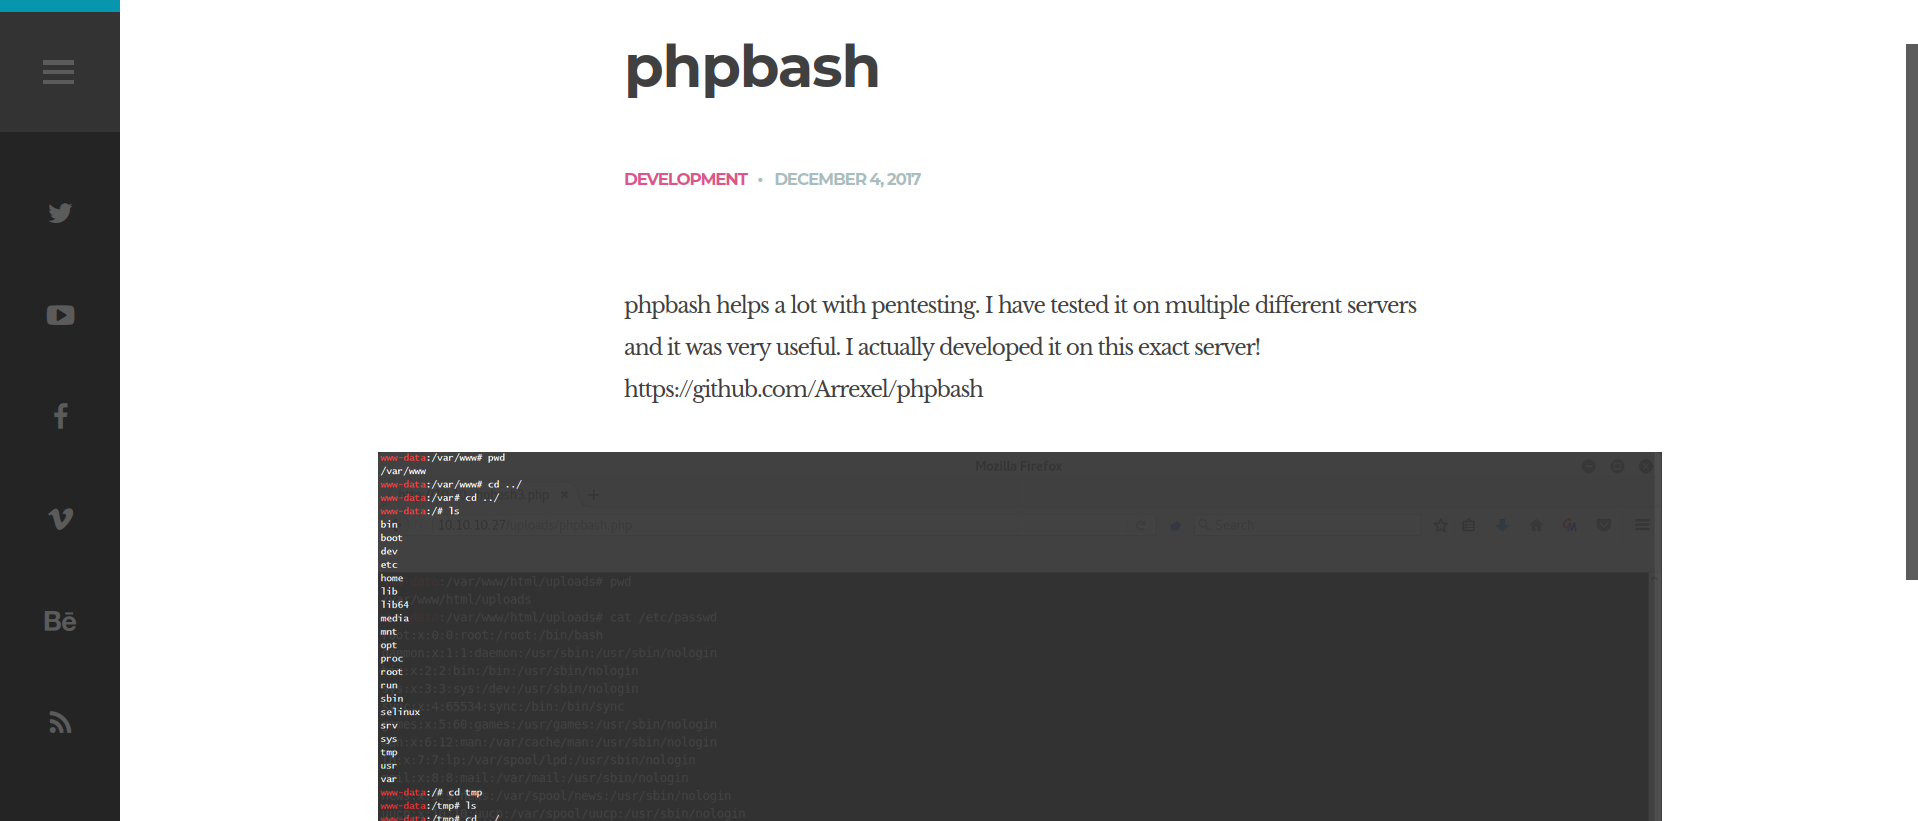 phpbash
DEVELOPMENT • DECEMBER 4, 2017
phpbash helps a lot with pentesting. I have tested it on multiple different servers
and it was very useful. I actually developed it on this exact server!
https://github.com/Arrexel/phpbash
Bē
www-data:/var/www# pwd
/var/www
www-data:/var/www# cd ../
www-data:/var# cd ../
www-data:/# ls
bin
boot
dev
etc
home
lib
lib64
media
mnt
opt
proc
root
run
sbin
selinux
srv
sys
tmp
usr
var
www-data:/# cd tmp
www-data:/tmp# ls
www-data:/tmp# cd ../
Mozilla Firefox
.php × +
10.10.10.27/uploads/phpbash.php
Search
:/var/www/html/uploads# pwd
/www/html/uploads
:/var/www/html/uploads# cat /etc/passwd
:x:0:0:root:/root:/bin/bash
:x:1:1:daemon:/usr/sbin:/usr/sbin/nologin
:x:2:2:bin:/bin:/usr/sbin/nologin
:x:3:3:sys:/dev:/usr/sbin/nologin
:x:4:65534:sync:/bin:/bin/sync
:x:5:60:games:/usr/games:/usr/sbin/nologin
:x:6:12:man:/var/cache/man:/usr/sbin/nologin
:x:7:7:lp:/var/spool/lpd:/usr/sbin/nologin
:x:8:8:mail:/var/mail:/usr/sbin/nologin
:/var/spool/news:/usr/sbin/nologin
:/var/spool/uucp:/usr/sbin/nologin